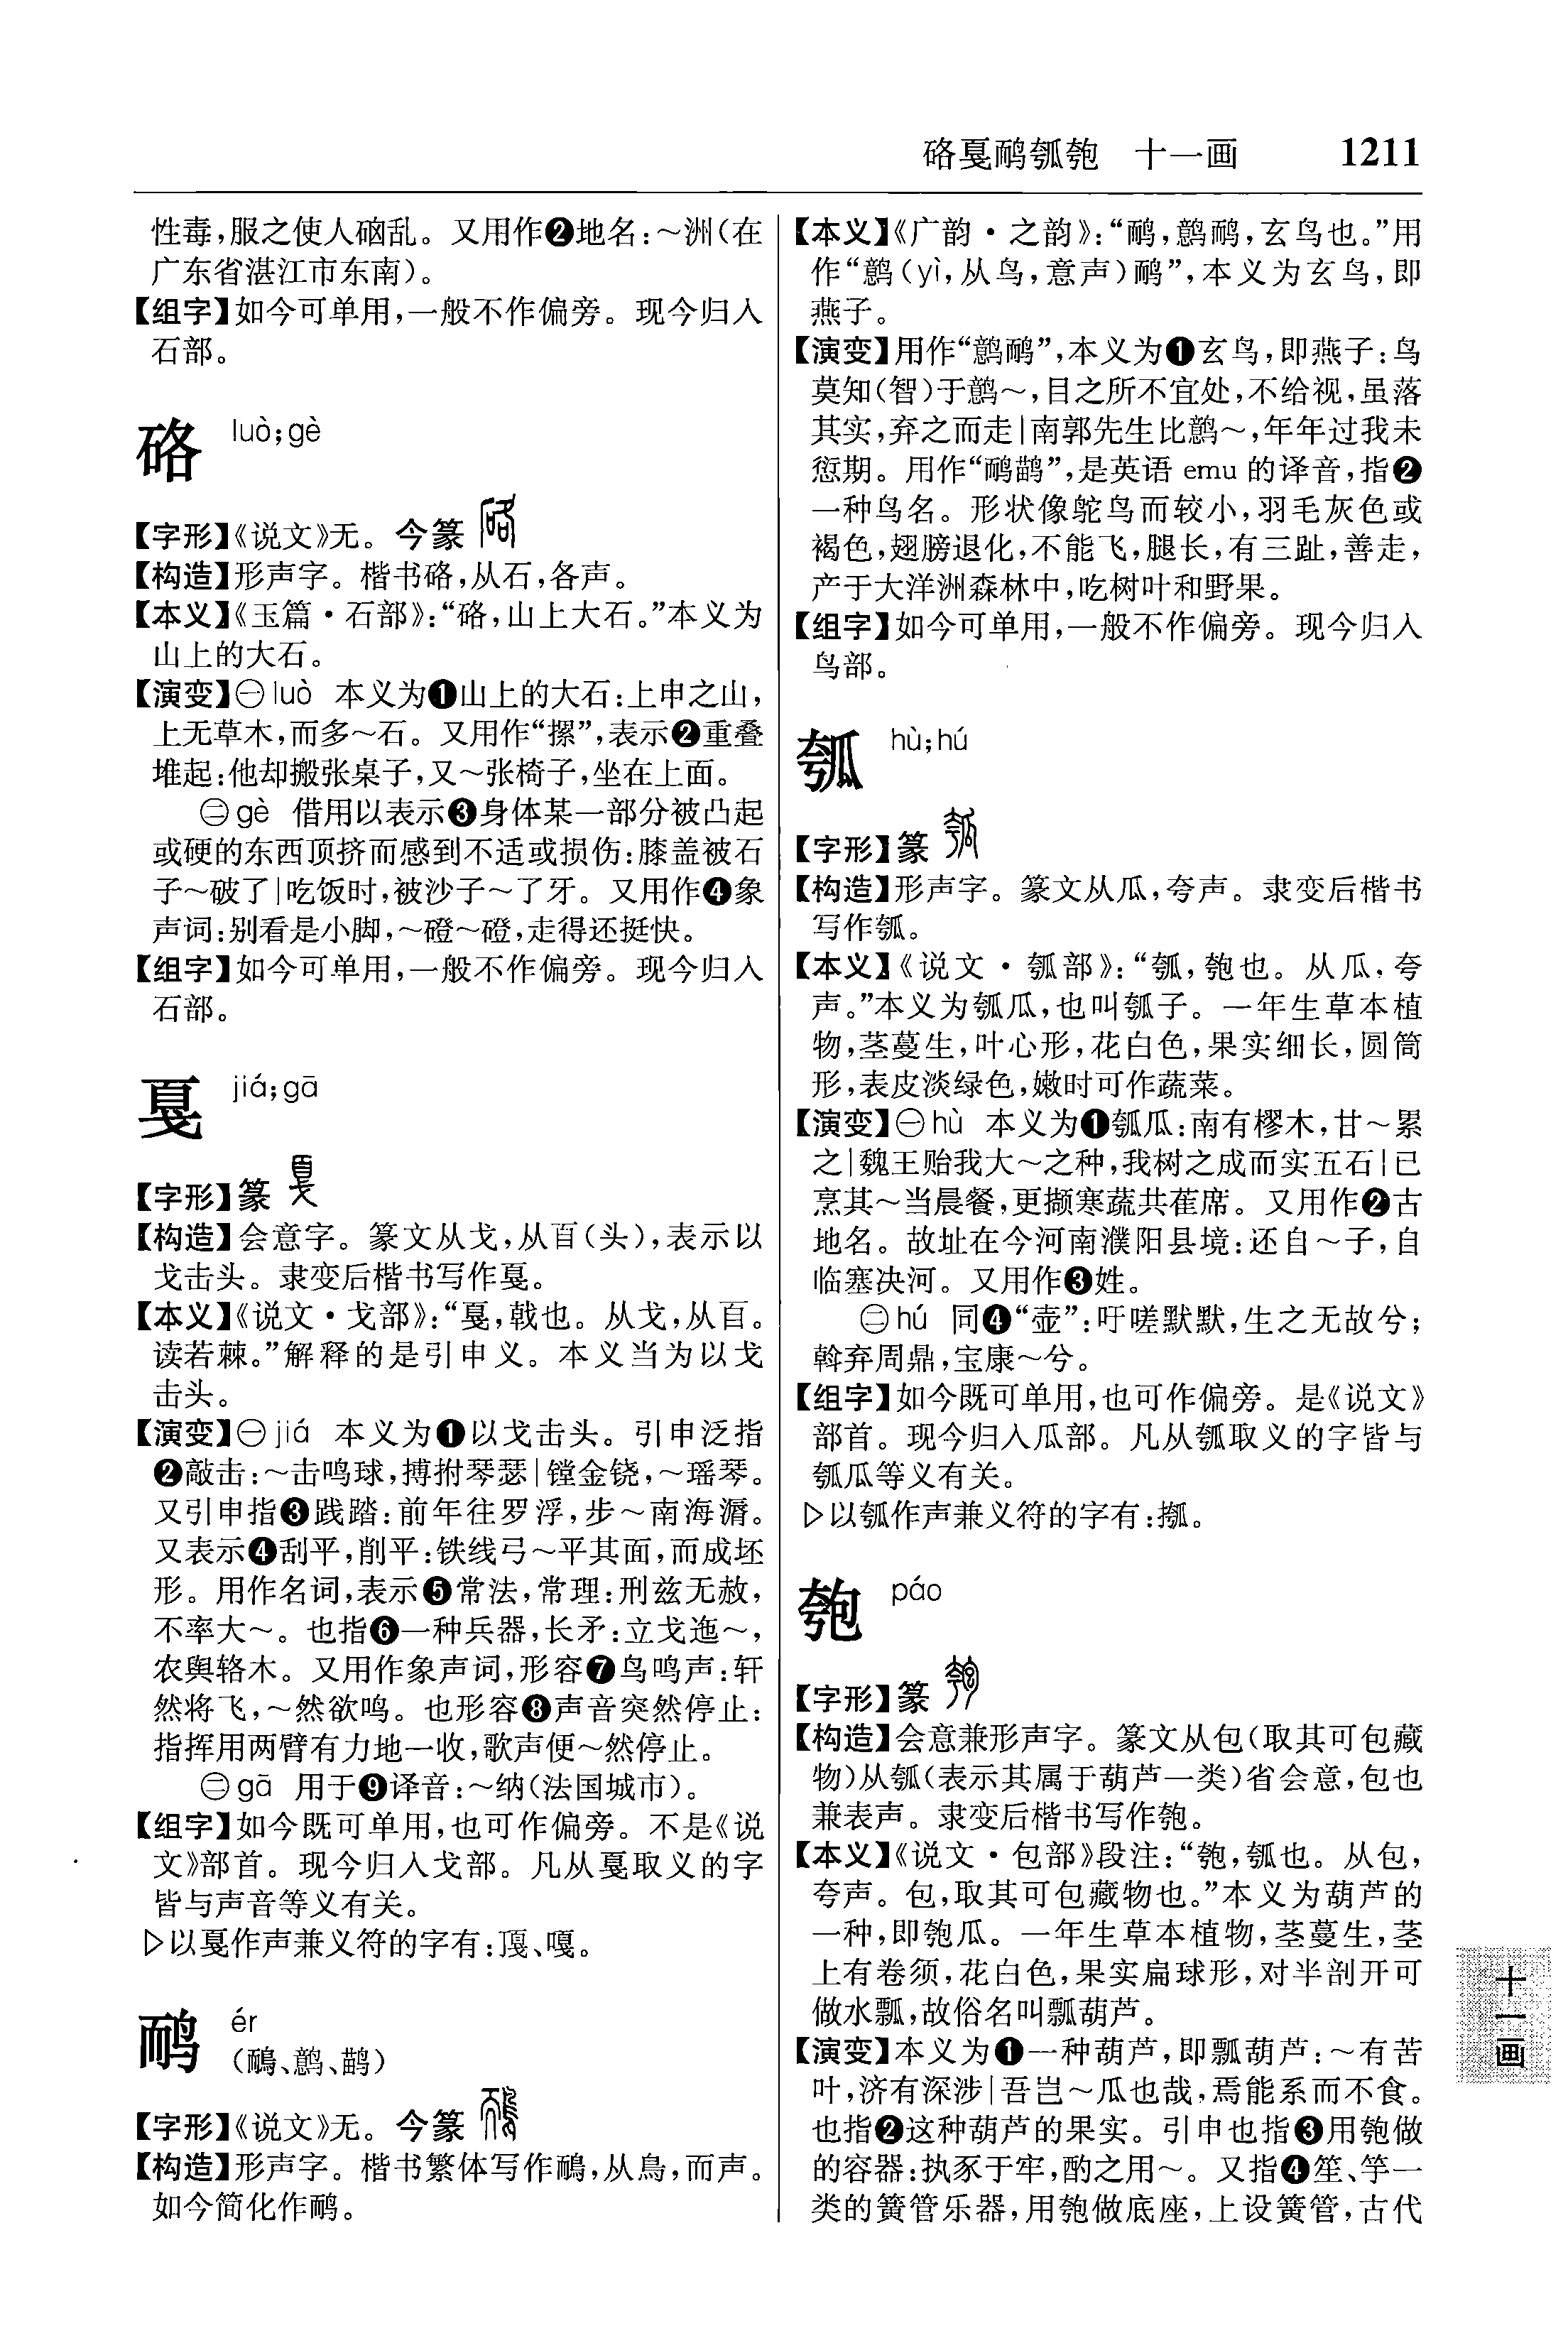 硌戛鸸瓠匏　十一画　1211
性毒,服之使人硇乱。又用作❷地名:～洲(在
广东省湛江市东南)。
【组字】如今可单用,一般不作偏旁。现今归入
石部。
硌 luò;gè
【字形】《说文》无。今篆
【构造】形声字。楷书硌,从石,各声。
【本义】《玉篇·石部》:“硌,山上大石。”本义为
山上的大石。
【演变】㊀luò 本义为❶山上的大石:上申之山,
上无草木,而多～石。又用作“摞”,表示❷重叠
堆起:他却搬张桌子,又～张椅子,坐在上面。
㊁gè 借用以表示❸身体某一部分被凸起
或硬的东西顶挤而感到不适或损伤:膝盖被石
子～破了|吃饭时,被沙子～了牙。又用作❹象
声词:别看是小脚,～磴～磴,走得还挺快。
【组字】如今可单用,一般不作偏旁。现今归入
石部。
戛 jiá;gā
【字形】篆
【构造】会意字。篆文从戈,从𦣻(头),表示以
戈击头。隶变后楷书写作戛。
【本义】《说文·戈部》:“戛,戟也。从戈,从𦣻。
读若棘。”解释的是引申义。本义当为以戈
击头。
【演变】㊀jiá 本义为❶以戈击头。引申泛指
❷敲击:～击鸣球,搏拊琴瑟|镗金铙,～瑶琴。
又引申指❸践踏:前年往罗浮,步～南海漘。
又表示❹刮平,削平:铁线弓～平其面,而成坯
形。用作名词,表示❺常法,常理:刑兹无赦,
不率大～。也指❻一种兵器,长矛:立戈迤～,
农舆辂木。又用作象声词,形容❼鸟鸣声:轩
然将飞,～然欲鸣。也形容❽声音突然停止:
指挥用两臂有力地一收,歌声便～然停止。
㊁gā 用于❾译音:～纳(法国城市)。
【组字】如今既可单用,也可作偏旁。不是《说
文》部首。现今归入戈部。凡从戛取义的字
皆与声音等义有关。
▷以戛作声兼义符的字有:戞、嘎。
鸸 ér
(鴯、鷾、鹋)
【字形】《说文》无。今篆
【构造】形声字。楷书繁体写作鴯,从鳥,而声。
如今简化作鸸。
【本义】《广韵·之韵》:“鸸,鹢鸸,玄鸟也。”用
作“鹢(yì,从鸟,意声)鸸”,本义为玄鸟,即
燕子。
【演变】用作“鹢鸸”,本义为❶玄鸟,即燕子:鸟
莫知(智)于鹢～,目之所不宜处,不给视,虽落
其实,弃之而走|南郭先生比鹢～,年年过我未
愆期。用作“鸸鹋”,是英语 emu 的译音,指❷
一种鸟名。形状像鸵鸟而较小,羽毛灰色或
褐色,翅膀退化,不能飞,腿长,有三趾,善走,
产于大洋洲森林中,吃树叶和野果。
【组字】如今可单用,一般不作偏旁。现今归入
鸟部。
瓠 hù;hú
【字形】篆
【构造】形声字。篆文从瓜,夸声。隶变后楷书
写作瓠。
【本义】《说文·瓠部》:“瓠,匏也。从瓜,夸
声。”本义为瓠瓜,也叫瓠子。一年生草本植
物,茎蔓生,叶心形,花白色,果实细长,圆筒
形,表皮淡绿色,嫩时可作蔬菜。
【演变】㊀hù 本义为❶瓠瓜:南有樛木,甘～累
之|魏王贻我大～之种,我树之成而实五石|已
烹其～当晨餐,更撷寒蔬共萑席。又用作❷古
地名。故址在今河南濮阳县境:还自～子,自
临塞决河。又用作❸姓。
㊁hú 同❹“壶”:吁嗟默默,生之无故兮;
斡弃周鼎,宝康～兮。
【组字】如今既可单用,也可作偏旁。是《说文》
部首。现今归入瓜部。凡从瓠取义的字皆与
瓠瓜等义有关。
▷以瓠作声兼义符的字有:摦。
匏 páo
【字形】篆
【构造】会意兼形声字。篆文从包(取其可包藏
物)从瓠(表示其属于葫芦一类)省会意,包也
兼表声。隶变后楷书写作匏。
【本义】《说文·包部》段注:“匏,瓠也。从包,
夸声。包,取其可包藏物也。”本义为葫芦的
一种,即匏瓜。一年生草本植物,茎蔓生,茎
上有卷须,花白色,果实扁球形,对半剖开可
做水瓢,故俗名叫瓢葫芦。
【演变】本义为❶一种葫芦,即瓢葫芦:～有苦
叶,济有深涉|吾岂～瓜也哉,焉能系而不食。
也指❷这种葫芦的果实。引申也指❸用匏做
的容器:执豕于牢,酌之用～。又指❹笙、竽一
类的簧管乐器,用匏做底座,上设簧管,古代
十一画